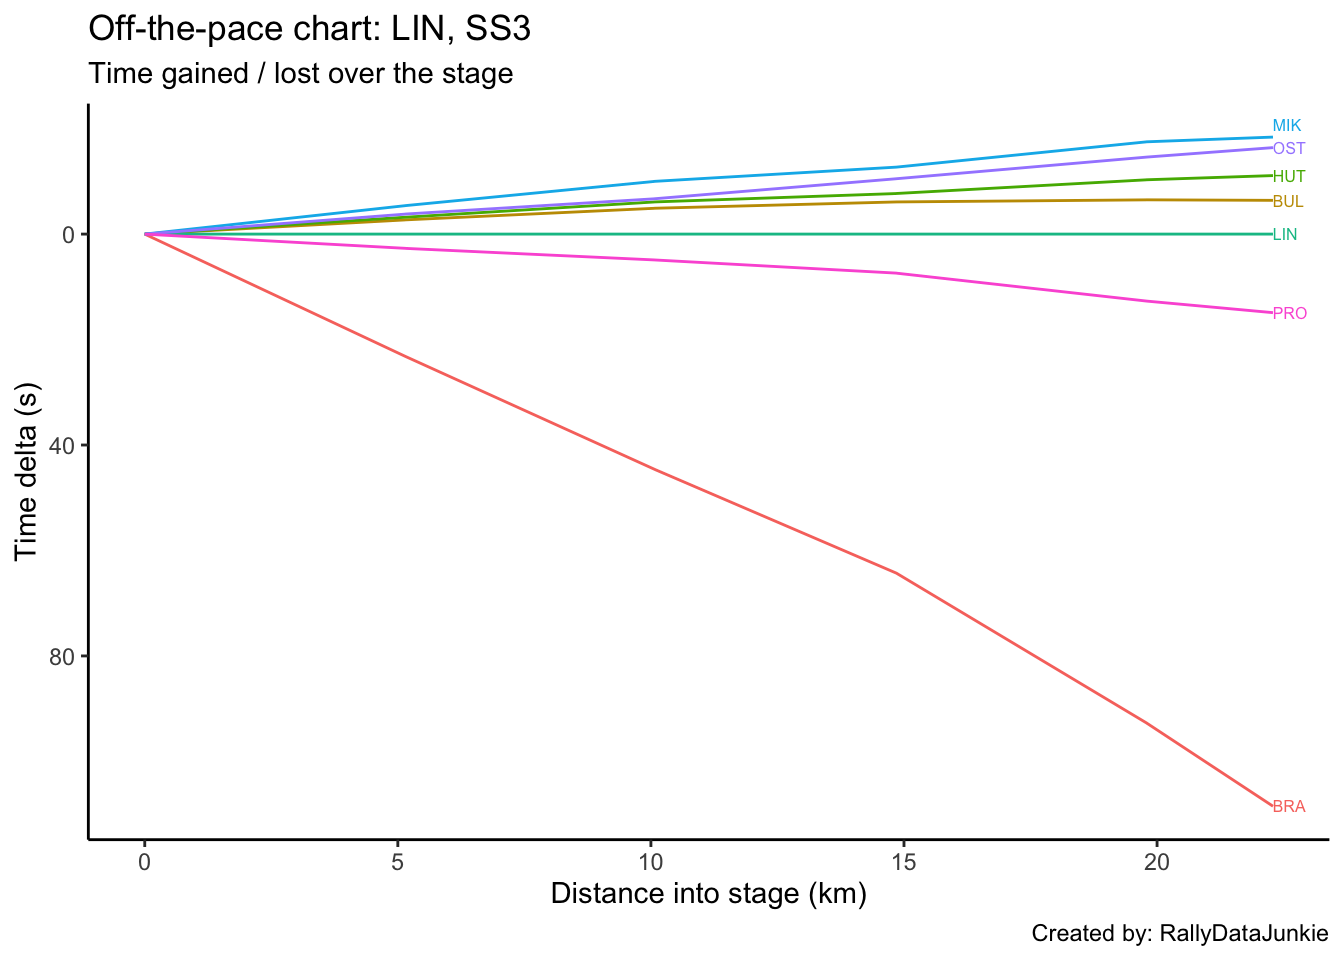 Off-the-pace chart: LIN, SS3
Time gained / lost over the stage
MIK
OST
HUT
BUL
LIN
PRO
BRA
0
40
80
Time delta (s)
0 5 10 15 20
Distance into stage (km)
Created by: RallyDataJunkie